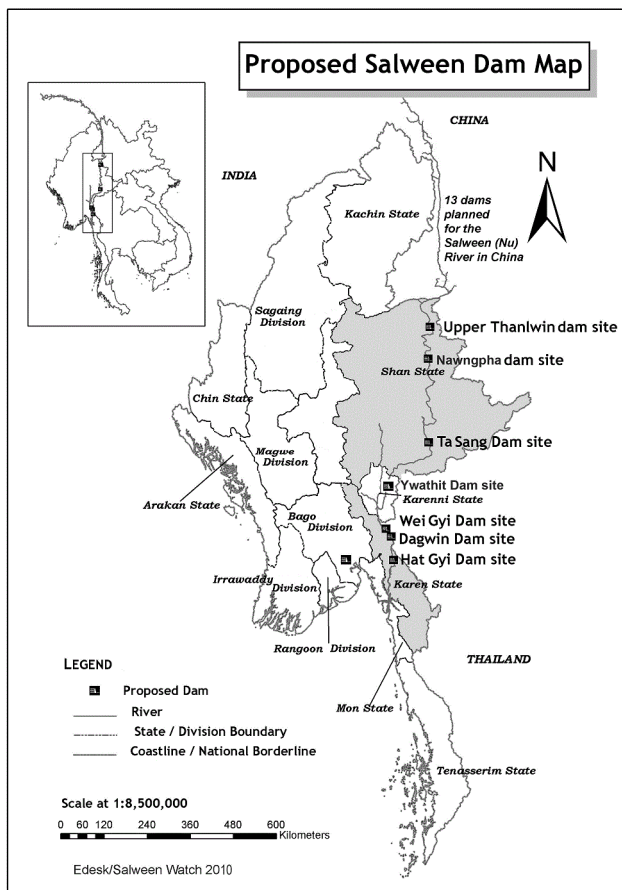 Proposed Salween Dam Map
CHINA
INDIA
N
Kachin State
13 dams
planned
for the
Salween (Nu)
River in China
Sagaing
Division
Upper Thanlwin dam site
Nawngpha dam site
Shan State
Chin State
Ta Sang Dam site
Magwe
Division
Ywathit Dam site
Karenni State
Arakan State
Bago
Division
Wei Gyi Dam site
Dagwin Dam site
Hat Gyi Dam site
Irrawaddy
Division
Karen State
Rangoon Division
THAILAND
LEGEND
Proposed Dam
River
State / Division Boundary
Coastline / National Borderline
Mon State
Tenasserim State
Scale at 1:8,500,000
0 60 120 240 360 480 600
Kilometers
Edesk/Salween Watch 2010